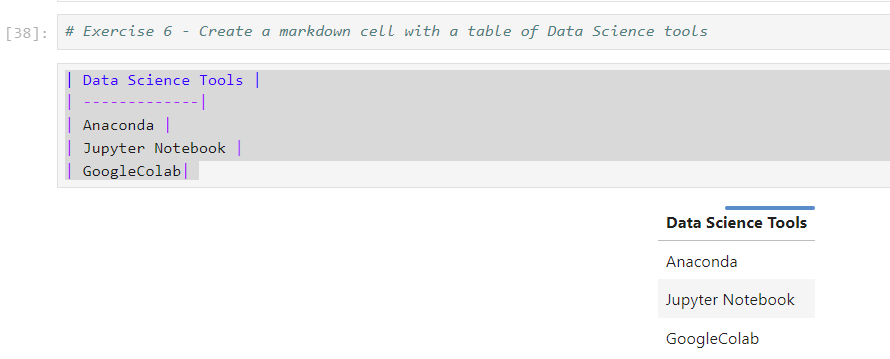 [38]: # Exercise 6 - Create a markdown cell with a table of Data Science tools
| Data Science Tools |
| -------------|
| Anaconda |
| Jupyter Notebook |
| GoogleColab|
Data Science Tools
Anaconda
Jupyter Notebook
GoogleColab